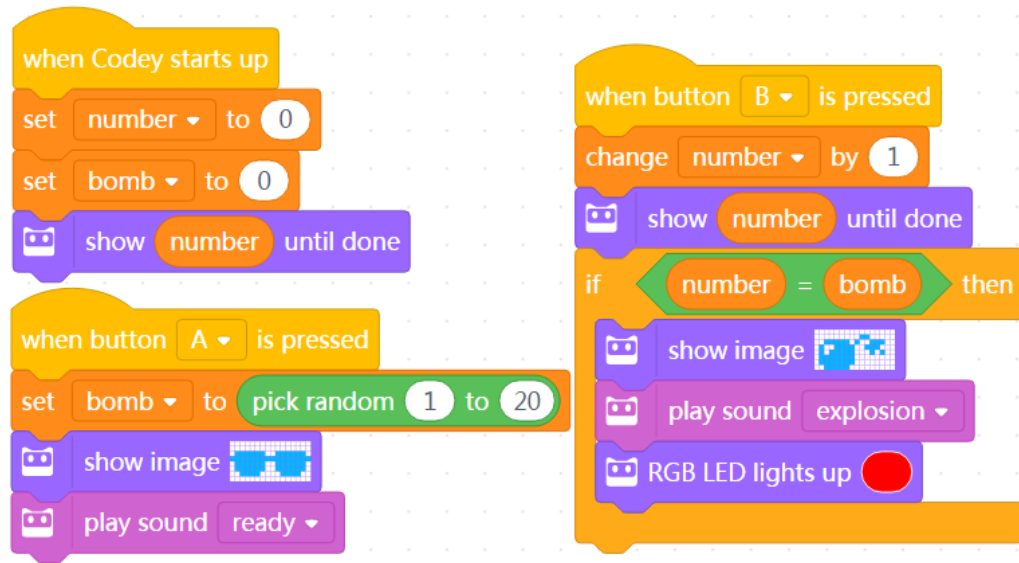 when Codey starts up
set number to 0
set bomb to 0
show number until done
when button A is pressed
set bomb to pick random 1 to 20
show image
play sound ready
when button B is pressed
change number by 1
show number until done
if number = bomb then
show image
play sound explosion
RGB LED lights up